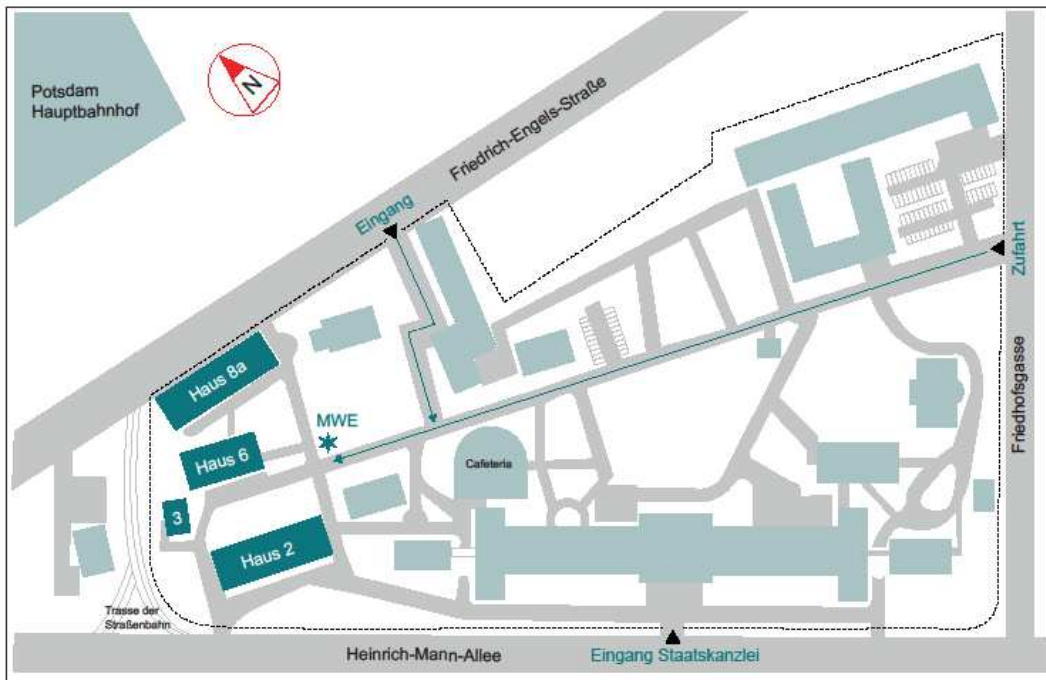 Potsdam
Hauptbahnhof
N
Friedrich-Engels-Straße
Eingang
Zufahrt
Haus 8a
MWE
Haus 6
Cafeteria
Friedhofsgasse
3
Haus 2
Trasse der
Straßenbahn
Heinrich-Mann-Allee
Eingang Staatskanzlei